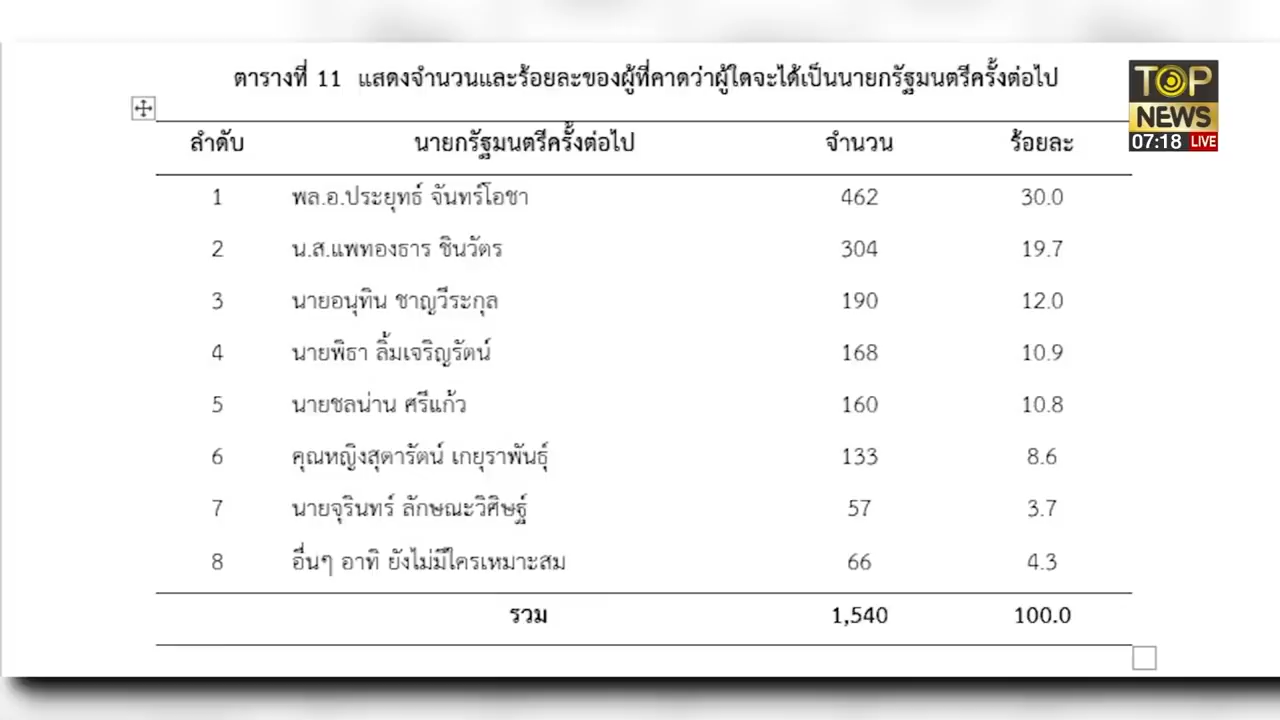 ตารางที่ 11 แสดงจำนวนและร้อยละของผู้ที่คาดว่าผู้ใดจะได้เป็นนายกรัฐมนตรีครั้งต่อไป
TOP
NEWS
07:18 LIVE
ลำดับ นายกรัฐมนตรีครั้งต่อไป จำนวน ร้อยละ
1 พล.อ.ประยุทธ์ จันทร์โอชา 462 30.0
2 น.ส.แพทองธาร ชินวัตร 304 19.7
3 นายอนุทิน ชาญวีระกุล 190 12.0
4 นายพิธา ลิ้มเจริญรัตน์ 168 10.9
5 นายชลน่าน ศรีแก้ว 160 10.8
6 คุณหญิงสุดารัตน์ เกยุราพันธุ์ 133 8.6
7 นายจุรินทร์ ลักษณะวิศิษฐ์ 57 3.7
8 อื่นๆ อาทิ ยังไม่มีใครเหมาะสม 66 4.3
รวม 1,540 100.0